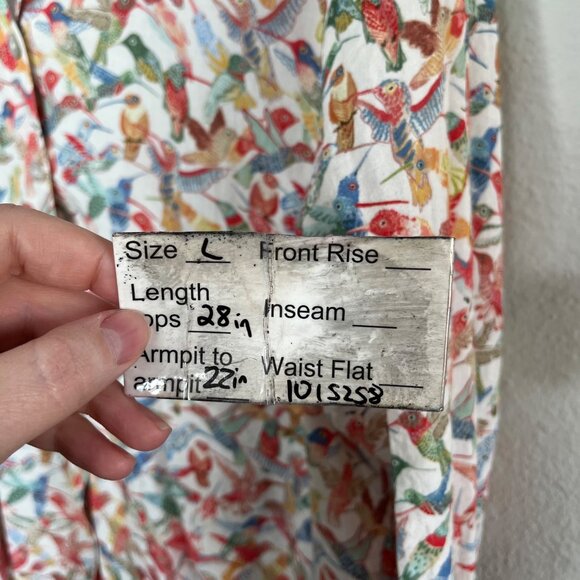 Size L Front Rise
Length Inseam
ops 28in
Armpit to Waist Flat
armpit 22in 1015258